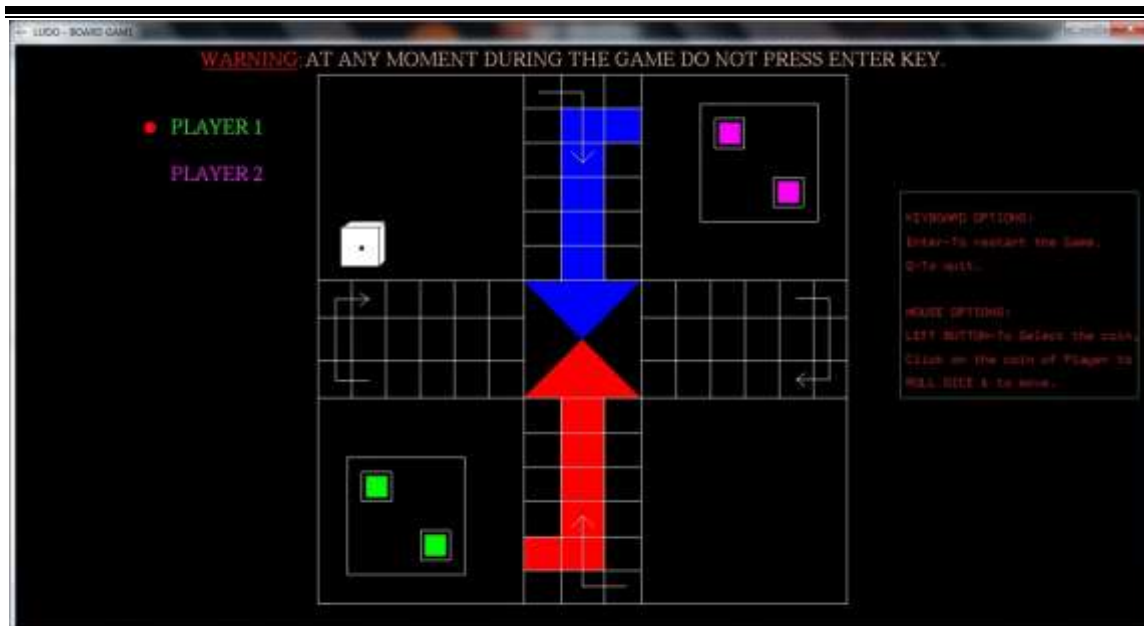 LUDO - BOARD GAME
WARNING: AT ANY MOMENT DURING THE GAME DO NOT PRESS ENTER KEY.
PLAYER 1
PLAYER 2
KEYBOARD OPTIONS:
Enter-To restart the Game.
Q-To quit.
MOUSE OPTIONS:
LEFT BUTTON-To Select the coin.
Click on the coin of Player to
ROLL DICE & to move.